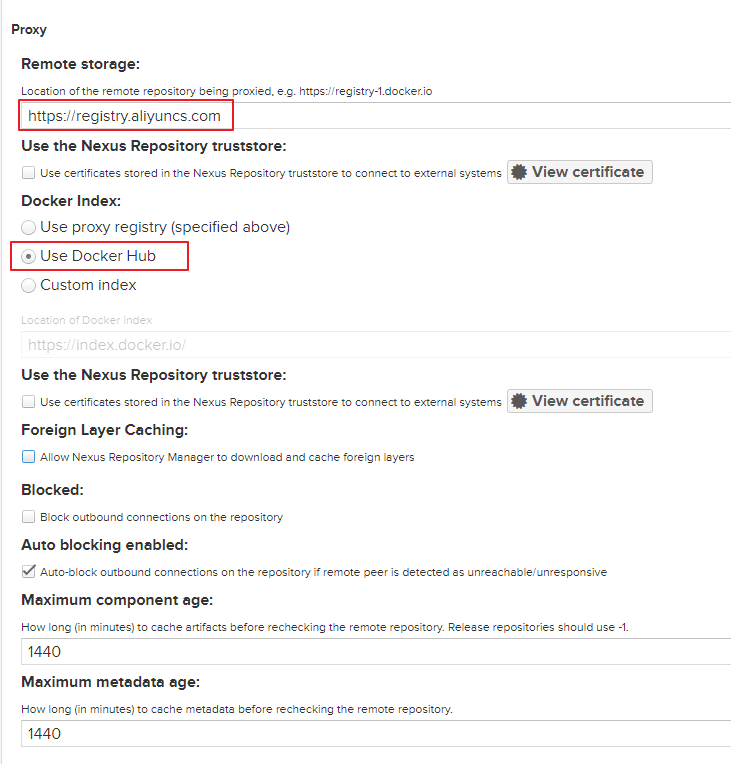 Proxy
Remote storage:
Location of the remote repository being proxied, e.g. https://registry-1.docker.io
https://registry.aliyuncs.com
Use the Nexus Repository truststore:
Use certificates stored in the Nexus Repository truststore to connect to external systems View certificate
Docker Index:
Use proxy registry (specified above)
Use Docker Hub
Custom index
Location of Docker Index
https://index.docker.io/
Use the Nexus Repository truststore:
Use certificates stored in the Nexus Repository truststore to connect to external systems View certificate
Foreign Layer Caching:
Allow Nexus Repository Manager to download and cache foreign layers
Blocked:
Block outbound connections on the repository
Auto blocking enabled:
Auto-block outbound connections on the repository if remote peer is detected as unreachable/unresponsive
Maximum component age:
How long (in minutes) to cache artifacts before rechecking the remote repository. Release repositories should use -1.
1440
Maximum metadata age:
How long (in minutes) to cache metadata before rechecking the remote repository.
1440